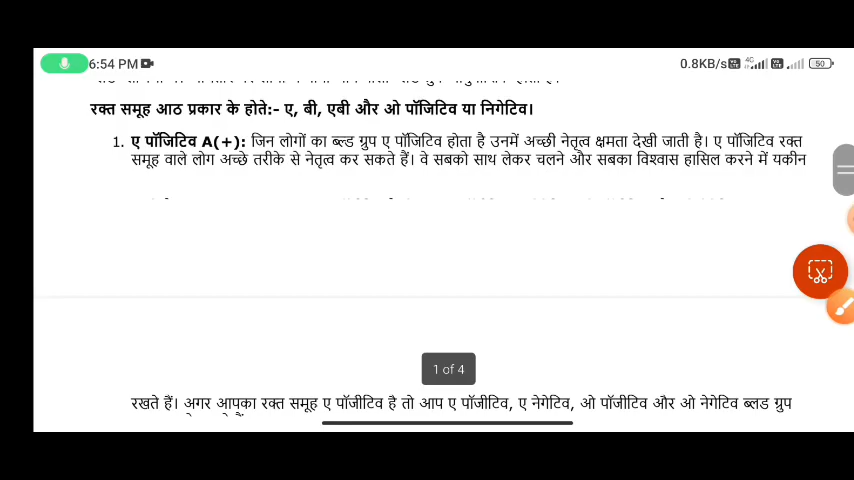 6:54 PM
0.8KB/s 4G 50
रक्त समूह आठ प्रकार के होते:- ए, बी, एबी और ओ पॉजिटिव या निगेटिव।
1. ए पॉजिटिव A(+): जिन लोगों का ब्ल्ड ग्रुप ए पॉजिटिव होता है उनमें अच्छी नेतृत्व क्षमता देखी जाती है। ए पॉजिटिव रक्त
समूह वाले लोग अच्छे तरीके से नेतृत्व कर सकते हैं। वे सबको साथ लेकर चलने और सबका विश्वास हासिल करने में यकीन
1 of 4
रखते हैं। अगर आपका रक्त समूह ए पॉजीटिव है तो आप ए पॉजीटिव, ए नेगेटिव, ओ पॉजीटिव और ओ नेगेटिव ब्लड ग्रुप